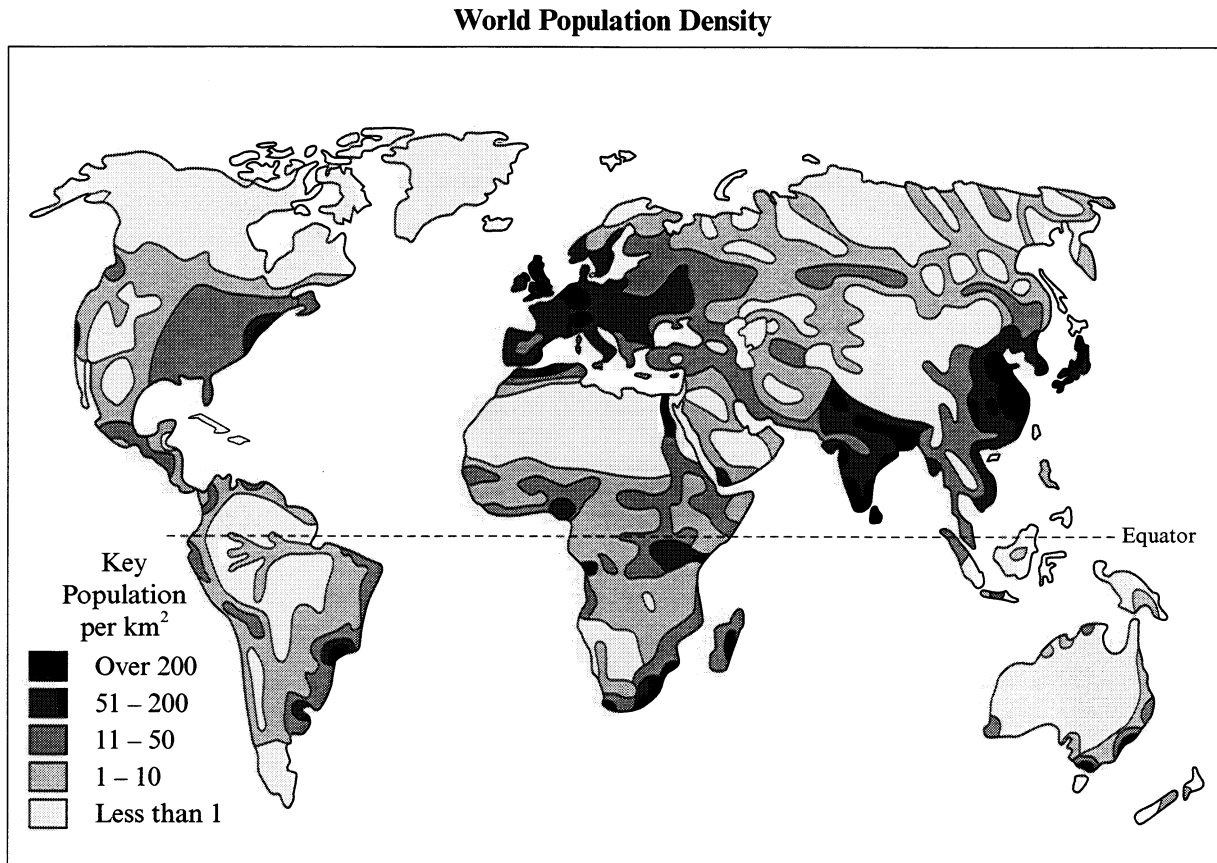 World Population Density
Equator
Key
Population
per km²
Over 200
51 – 200
11 – 50
1 – 10
Less than 1